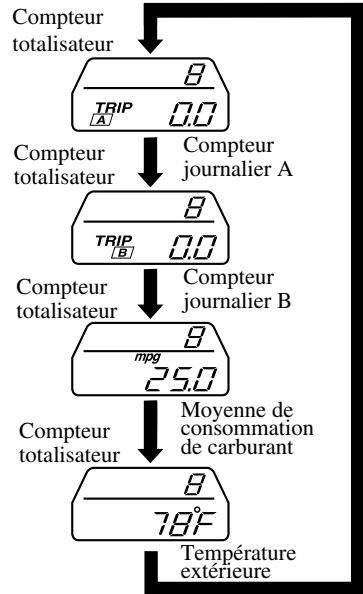 Compteur
totalisateur
8
TRIP
A
0.0
Compteur
totalisateur
Compteur
journalier A
8
TRIP
B
0.0
Compteur
totalisateur
Compteur
journalier B
8
mpg
25.0
Compteur
totalisateur
Moyenne de
consommation
de carburant
8
78°F
Température
extérieure